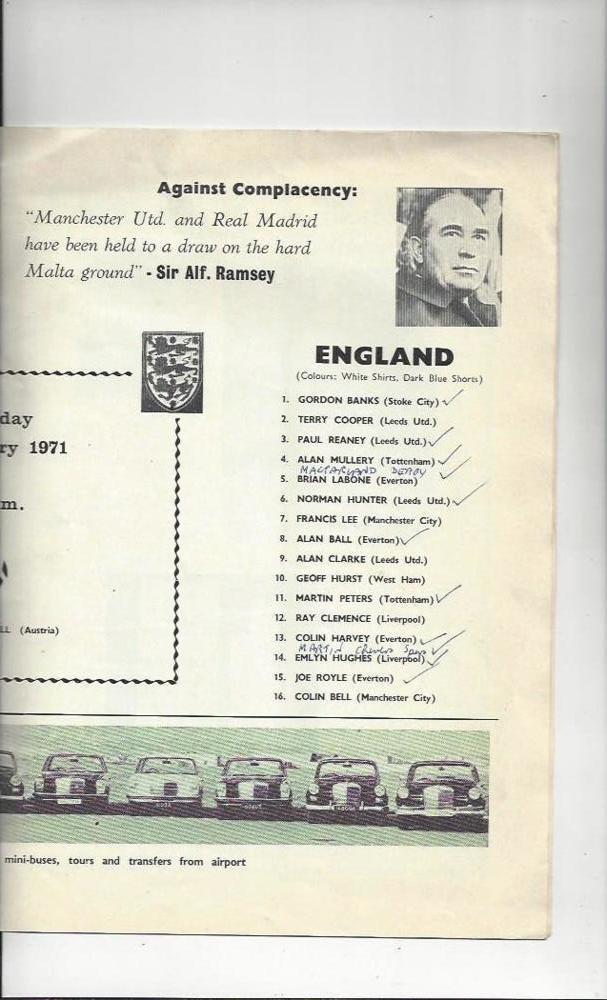 Against Complacency:
"Manchester Utd. and Real Madrid
have been held to a draw on the hard
Malta ground" - Sir Alf. Ramsey
ENGLAND
(Colours: White Shirts, Dark Blue Shorts)
1. GORDON BANKS (Stoke City)
2. TERRY COOPER (Leeds Utd.)
3. PAUL REANEY (Leeds Utd.)
4. ALAN MULLERY (Tottenham)
MACFARLAND DERBY
5. BRIAN LABONE (Everton)
6. NORMAN HUNTER (Leeds Utd.)
7. FRANCIS LEE (Manchester City)
8. ALAN BALL (Everton)
9. ALAN CLARKE (Leeds Utd.)
10. GEOFF HURST (West Ham)
11. MARTIN PETERS (Tottenham)
12. RAY CLEMENCE (Liverpool)
13. COLIN HARVEY (Everton)
MARTIN Chivers Spurs
14. EMLYN HUGHES (Liverpool)
15. JOE ROYLE (Everton)
16. COLIN BELL (Manchester City)
day
ry 1971
m.
LL (Austria)
mini-buses, tours and transfers from airport